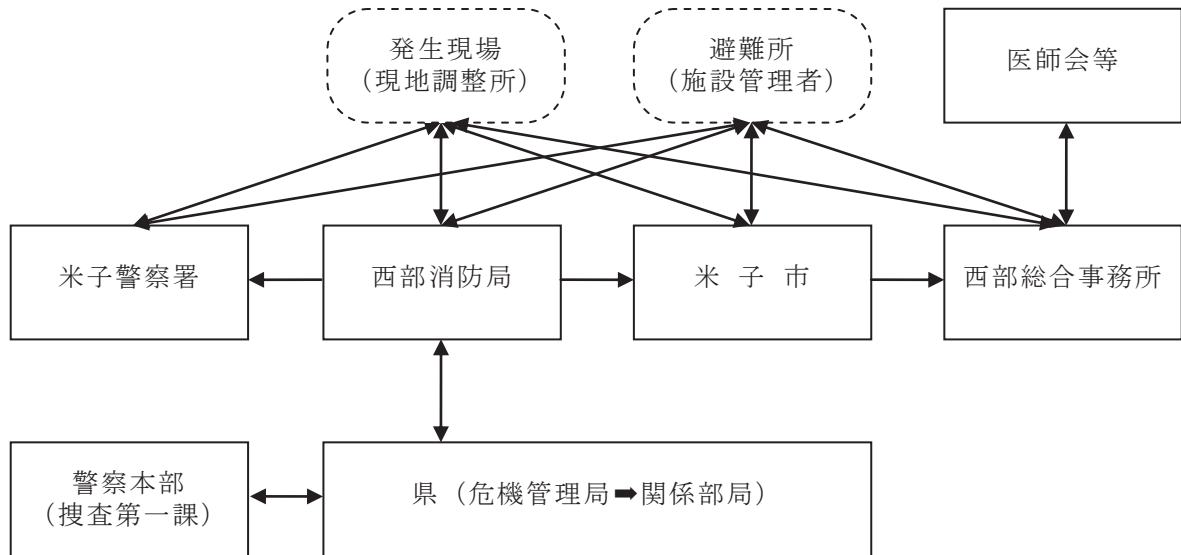 発生現場
（現地調整所）
避難所
（施設管理者）
医師会等
米子警察署
西部消防局
米 子 市
西部総合事務所
警察本部
（捜査第一課）
県（危機管理局➡関係部局）